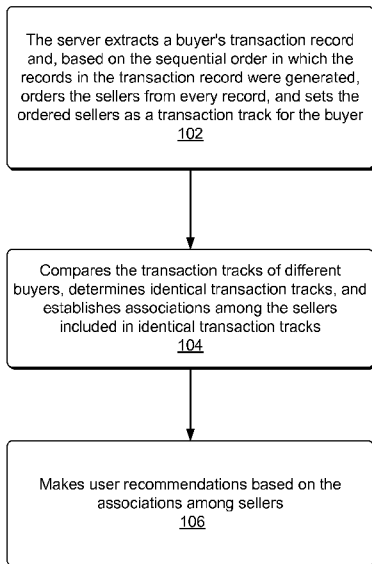 The server extracts a buyer's transaction record
and, based on the sequential order in which the
records in the transaction record were generated,
orders the sellers from every record, and sets the
ordered sellers as a transaction track for the buyer
102
Compares the transaction tracks of different
buyers, determines identical transaction tracks, and
establishes associations among the sellers
included in identical transaction tracks
104
Makes user recommendations based on the
associations among sellers
106